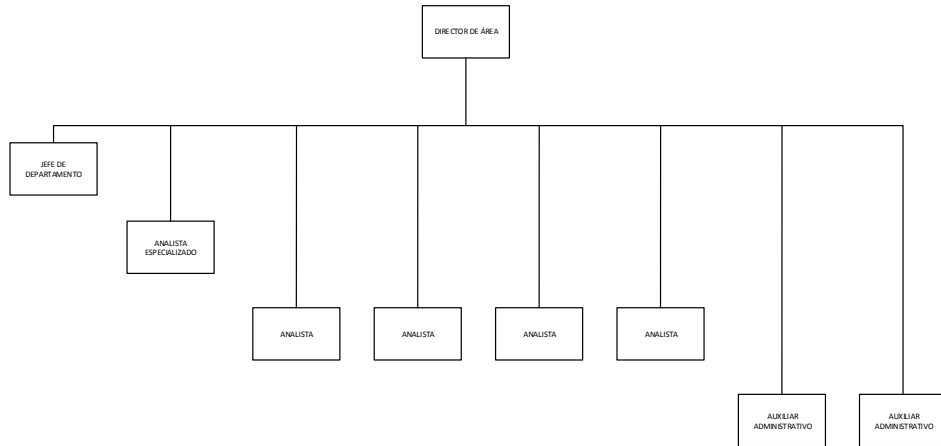 DIRECTOR DE ÁREA
JEFE DE
DEPARTAMENTO
ANALISTA
ESPECIALIZADO
ANALISTA
ANALISTA
ANALISTA
ANALISTA
AUXILIAR
ADMINISTRATIVO
AUXILIAR
ADMINISTRATIVO